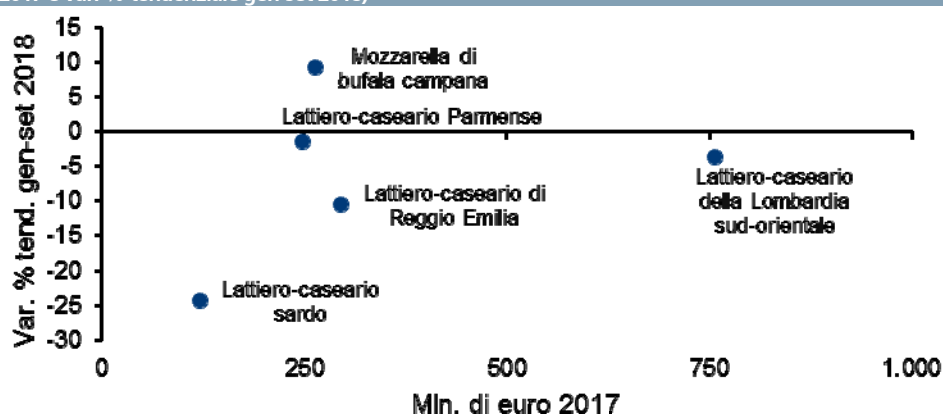 15
10
5
0
-5
-10
-15
-20
-25
-30
Var. % tend. gen-set 2018
Mozzarella di
bufala campana
Lattiero-caseario Parmense
Lattiero-caseario di
Reggio Emilia
Lattiero-caseario
della Lombardia
sud-orientale
Lattiero-caseario
sardo
0
250
500
750
1.000
Mln. di euro 2017